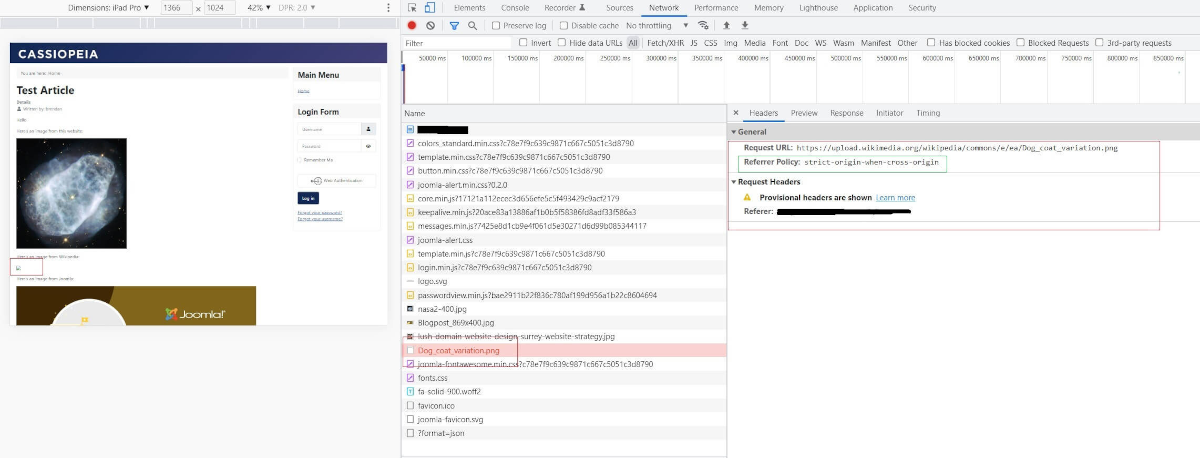 Dimensions: iPad Pro ▼ 1366 x 1024 42% ▼ DPR: 2.0 ▼
Elements Console Recorder Sources Network Performance Memory Lighthouse Application Security
Preserve log Disable cache No throttling ▼
Filter Invert Hide data URLs All Fetch/XHR JS CSS Img Media Font Doc WS Wasm Manifest Other Has blocked cookies Blocked Requests 3rd-party requests
50000 ms 100000 ms 150000 ms 200000 ms 250000 ms 300000 ms 350000 ms 400000 ms 450000 ms 500000 ms 550000 ms 600000 ms 650000 ms 700000 ms 750000 ms 800000 ms 850000 ms
CASSIOPEIA
You are here: Home
Test Article
Details
Written by:
Hello
Here's an image from this website
Here's an image from Wikimedia
Here's an image from Joomla
Joomla!
Main Menu
Home
Login Form
Username
Password
Remember Me
Web Authentication
Log in
Forgot your password?
Forgot your username?
Name
colors_standard.min.css?c78e7f9c639c9871c667c5051c3d8790
template.min.css?c78e7f9c639c9871c667c5051c3d8790
button.min.css?c78e7f9c639c9871c667c5051c3d8790
joomla-alert.min.css?0.2.0
core.min.js?17121a112ecec3d656efe5c5f493429c9acf2179
keepalive.min.js?20ace83a13886af1b0b5f58386fd8adf33f586a3
messages.min.js?7425e8d1cb9e4f061d5e30271d6d99b085344117
joomla-alert.css
template.min.js?c78e7f9c639c9871c667c5051c3d8790
login.min.js?c78e7f9c639c9871c667c5051c3d8790
logo.svg
passwordview.min.js?bae2911b22f836c780af199d956a1b22c8604694
nasa2-400.jpg
Blogpost_869x400.jpg
lush-domain-website-design-surrey-website-strategy.jpg
Dog_coat_variation.png
joomla-fontawesome.min.css?c78e7f9c639c9871c667c5051c3d8790
fonts.css
fa-solid-900.woff2
favicon.ico
joomla-favicon.svg
?format=json
× Headers Preview Response Initiator Timing
▼ General
Request URL: https://upload.wikimedia.org/wikipedia/commons/e/ea/Dog_coat_variation.png
Referrer Policy: strict-origin-when-cross-origin
▼ Request Headers
Provisional headers are shown Learn more
Referer: